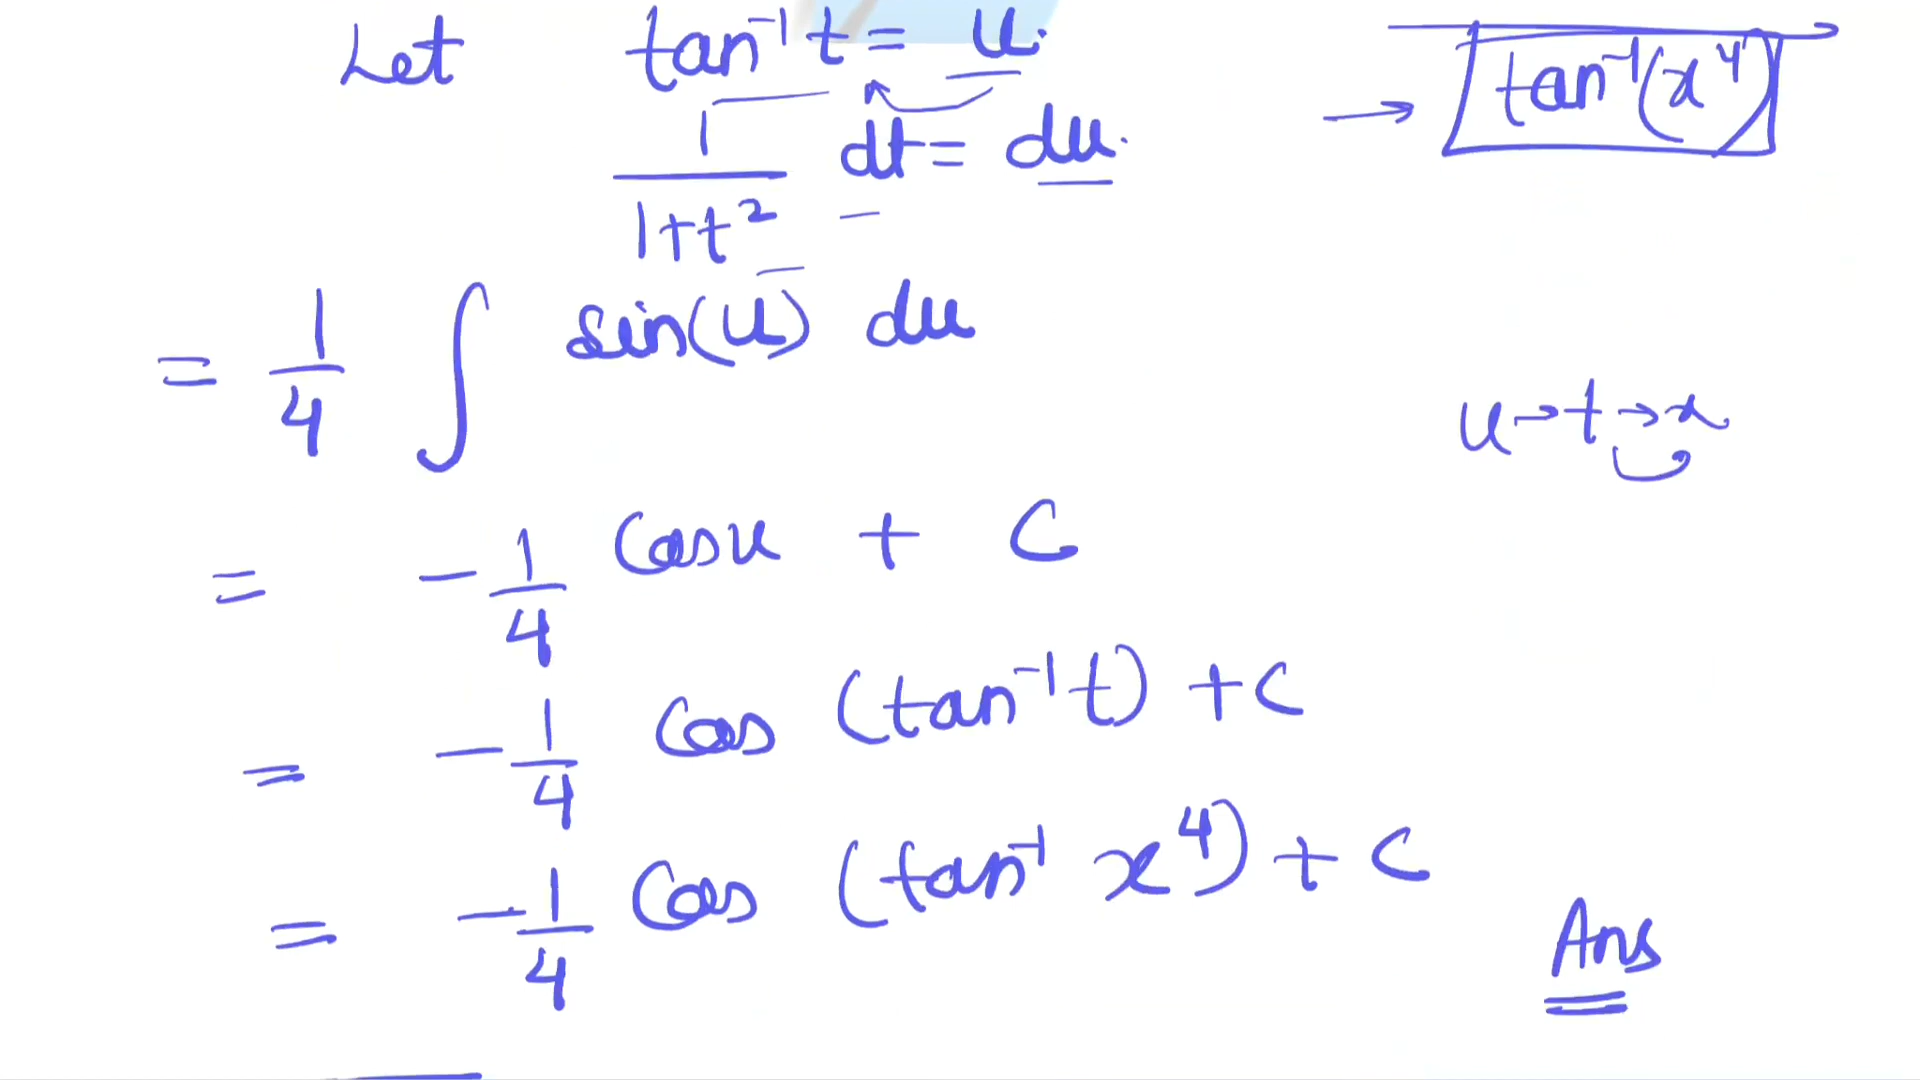 Let tan⁻¹t = u.
1/(1+t²) dt = du.
→ tan⁻¹(x⁴)
= 1/4 ∫ sin(u) du
u→t→x
= -1/4 Cosu + C
= -1/4 Cos (tan⁻¹t) + C
= -1/4 Cos (tan⁻¹ x⁴) + C
Ans